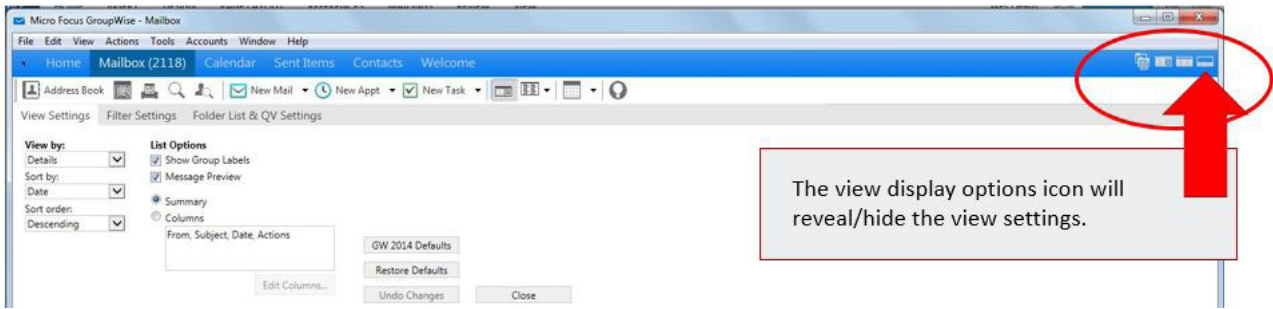 Micro Focus GroupWise - Mailbox
File Edit View Actions Tools Accounts Window Help
Home Mailbox (2118) Calendar Sent Items Contacts Welcome
Address Book New Mail New Appt New Task
View Settings Filter Settings Folder List & QV Settings
View by:
Details
Sort by:
Date
Sort order:
Descending
List Options
Show Group Labels
Message Preview
Summary
Columns
From, Subject, Date, Actions
Edit Columns...
GW 2014 Defaults
Restore Defaults
Undo Changes
Close
The view display options icon will
reveal/hide the view settings.